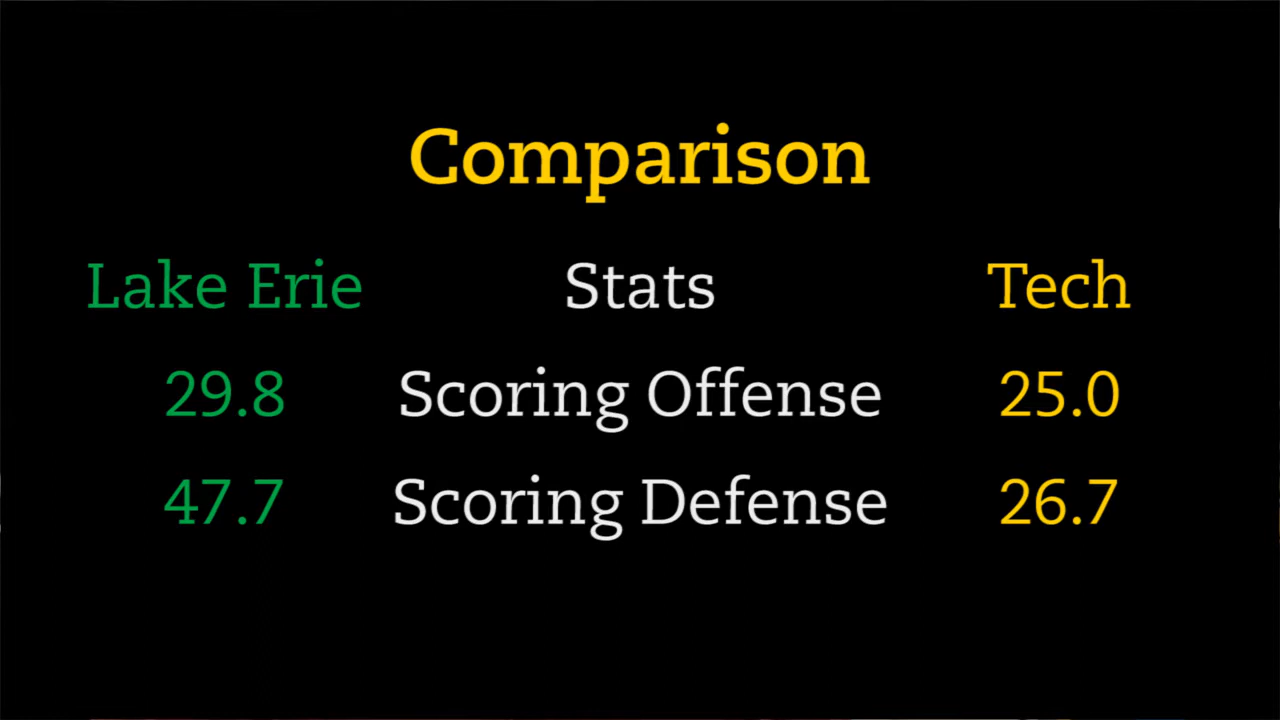 Comparison
Lake Erie Stats Tech
29.8 Scoring Offense 25.0
47.7 Scoring Defense 26.7